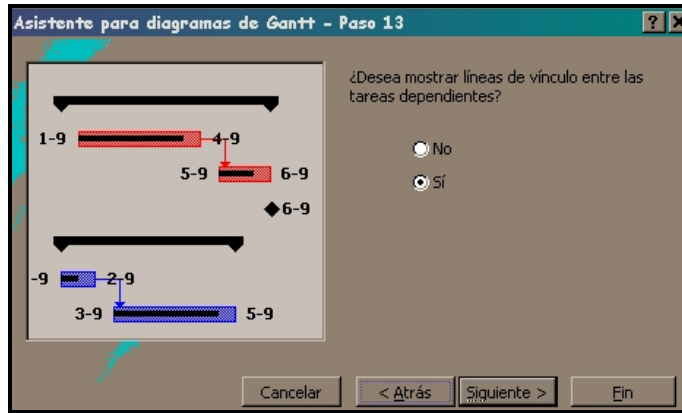 Asistente para diagramas de Gantt - Paso 13
¿Desea mostrar líneas de vínculo entre las
tareas dependientes?
No
Sí
1-9 4-9
5-9 6-9
6-9
-9 2-9
3-9 5-9
Cancelar < Atrás Siguiente > Fin